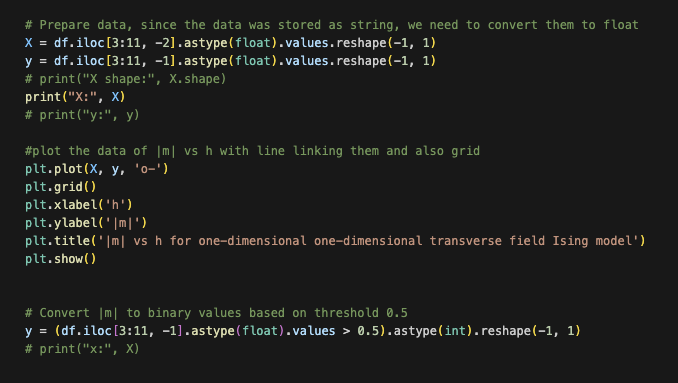 # Prepare data, since the data was stored as string, we need to convert them to float
X = df.iloc[3:11, -2].astype(float).values.reshape(-1, 1)
y = df.iloc[3:11, -1].astype(float).values.reshape(-1, 1)
# print("X shape:", X.shape)
print("X:", X)
# print("y:", y)
#plot the data of |m| vs h with line linking them and also grid
plt.plot(X, y, 'o-')
plt.grid()
plt.xlabel('h')
plt.ylabel('|m|')
plt.title('|m| vs h for one-dimensional one-dimensional transverse field Ising model')
plt.show()
# Convert |m| to binary values based on threshold 0.5
y = (df.iloc[3:11, -1].astype(float).values > 0.5).astype(int).reshape(-1, 1)
# print("x:", X)